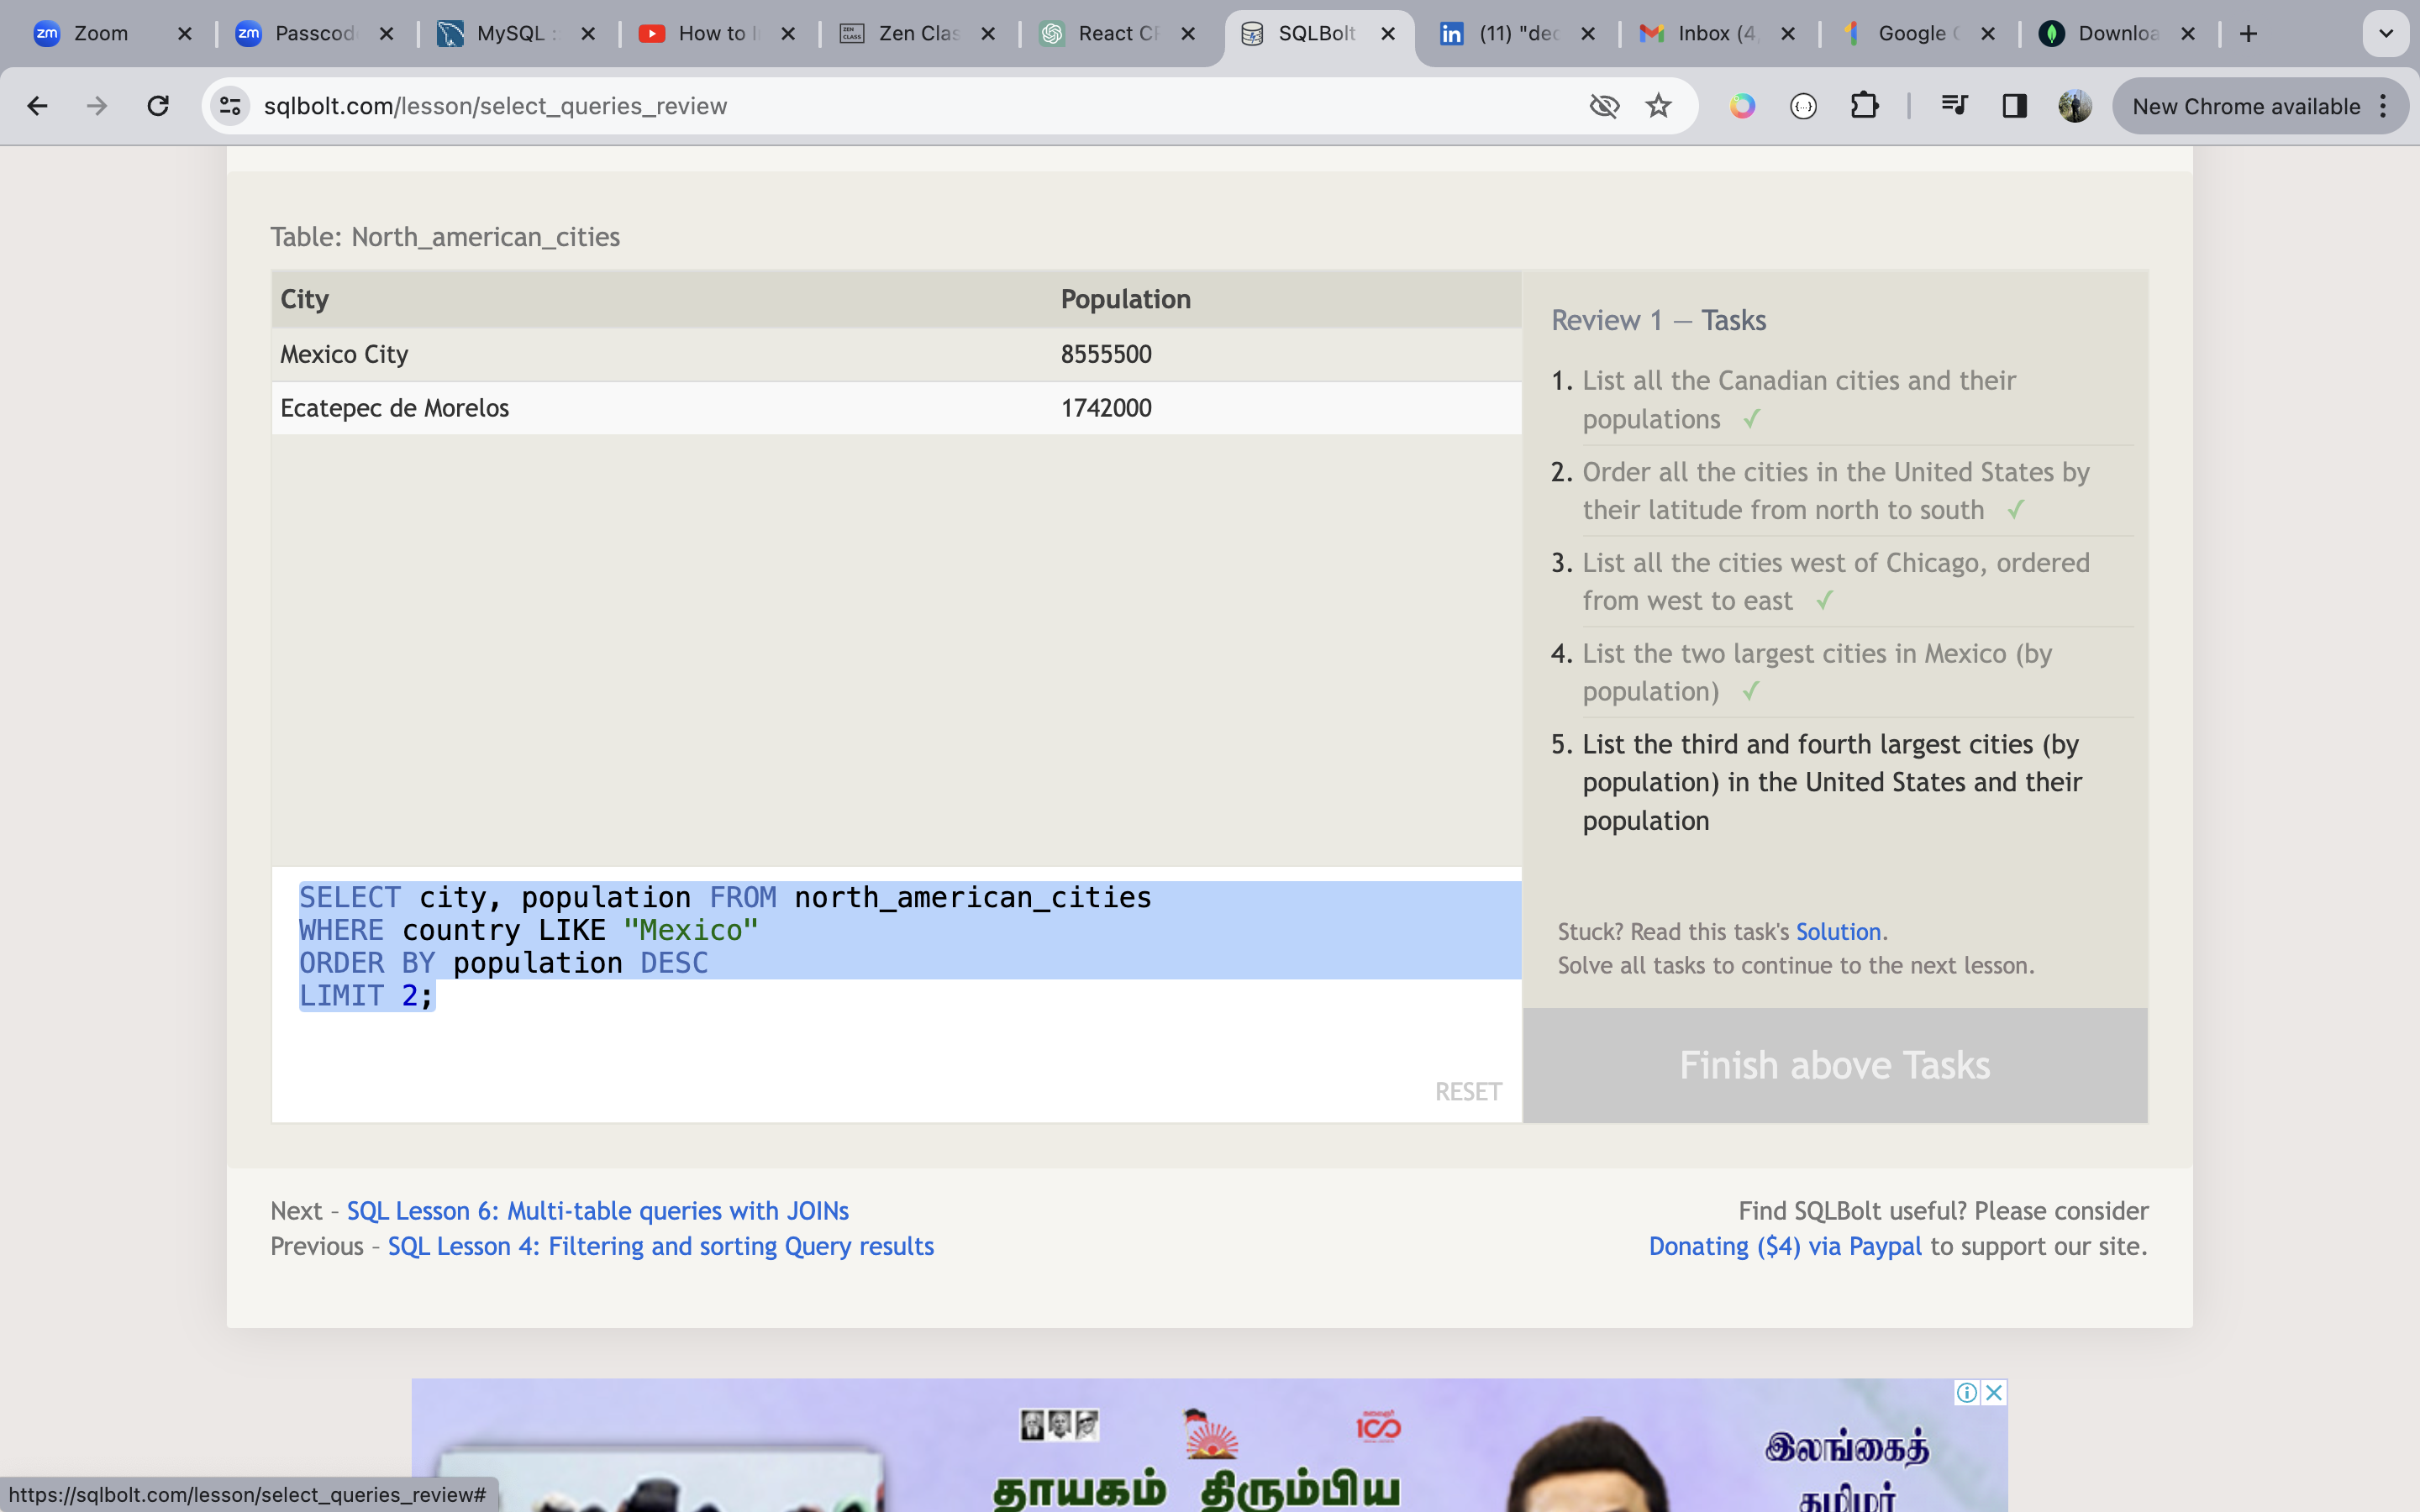 Zoom
Passcod
MySQL :
How to I
Zen Clas
React C
SQLBolt
(11) "dec
Inbox (4
Google
Downloa
sqlbolt.com/lesson/select_queries_review
New Chrome available
Table: North_american_cities
City Population
Mexico City 8555500
Ecatepec de Morelos 1742000
Review 1 — Tasks
1. List all the Canadian cities and their
populations ✓
2. Order all the cities in the United States by
their latitude from north to south ✓
3. List all the cities west of Chicago, ordered
from west to east ✓
4. List the two largest cities in Mexico (by
population) ✓
5. List the third and fourth largest cities (by
population) in the United States and their
population
SELECT city, population FROM north_american_cities
WHERE country LIKE "Mexico"
ORDER BY population DESC
LIMIT 2;
RESET
Stuck? Read this task's Solution.
Solve all tasks to continue to the next lesson.
Finish above Tasks
Next – SQL Lesson 6: Multi-table queries with JOINs
Previous – SQL Lesson 4: Filtering and sorting Query results
Find SQLBolt useful? Please consider
Donating ($4) via Paypal to support our site.
100
தாயகம் திரும்பிய
இலங்கைத்
தமிழர்
https://sqlbolt.com/lesson/select_queries_review#